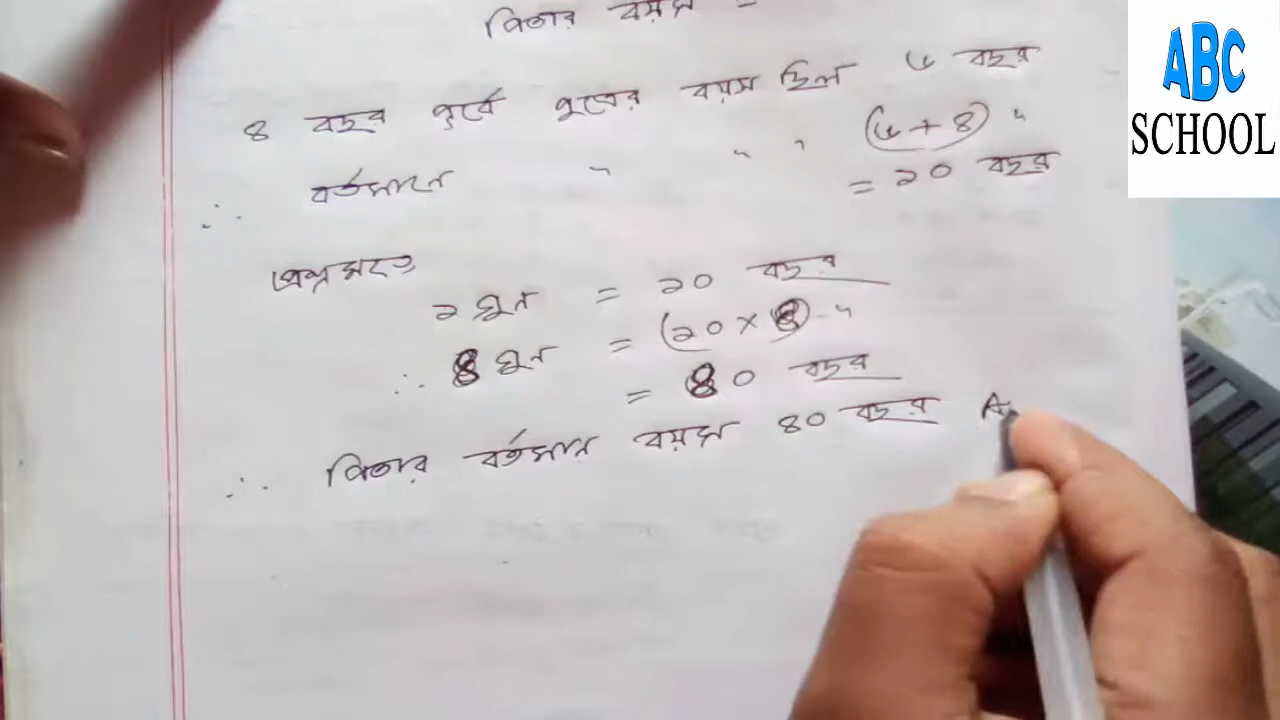 পিতার বয়স =
৪ বছর পূর্বে পুত্রের বয়স ছিল ৬ বছর
∴ বর্তমানে " " " (৬ + ৪) "
= ১০ বছর
প্রশ্নমতে
১ গুন = ১০ বছর
∴ ৪ গুন = (১০ × ৪) "
= ৪০ বছর
∴ পিতার বর্তমান বয়স ৪০ বছর A
ABC
SCHOOL